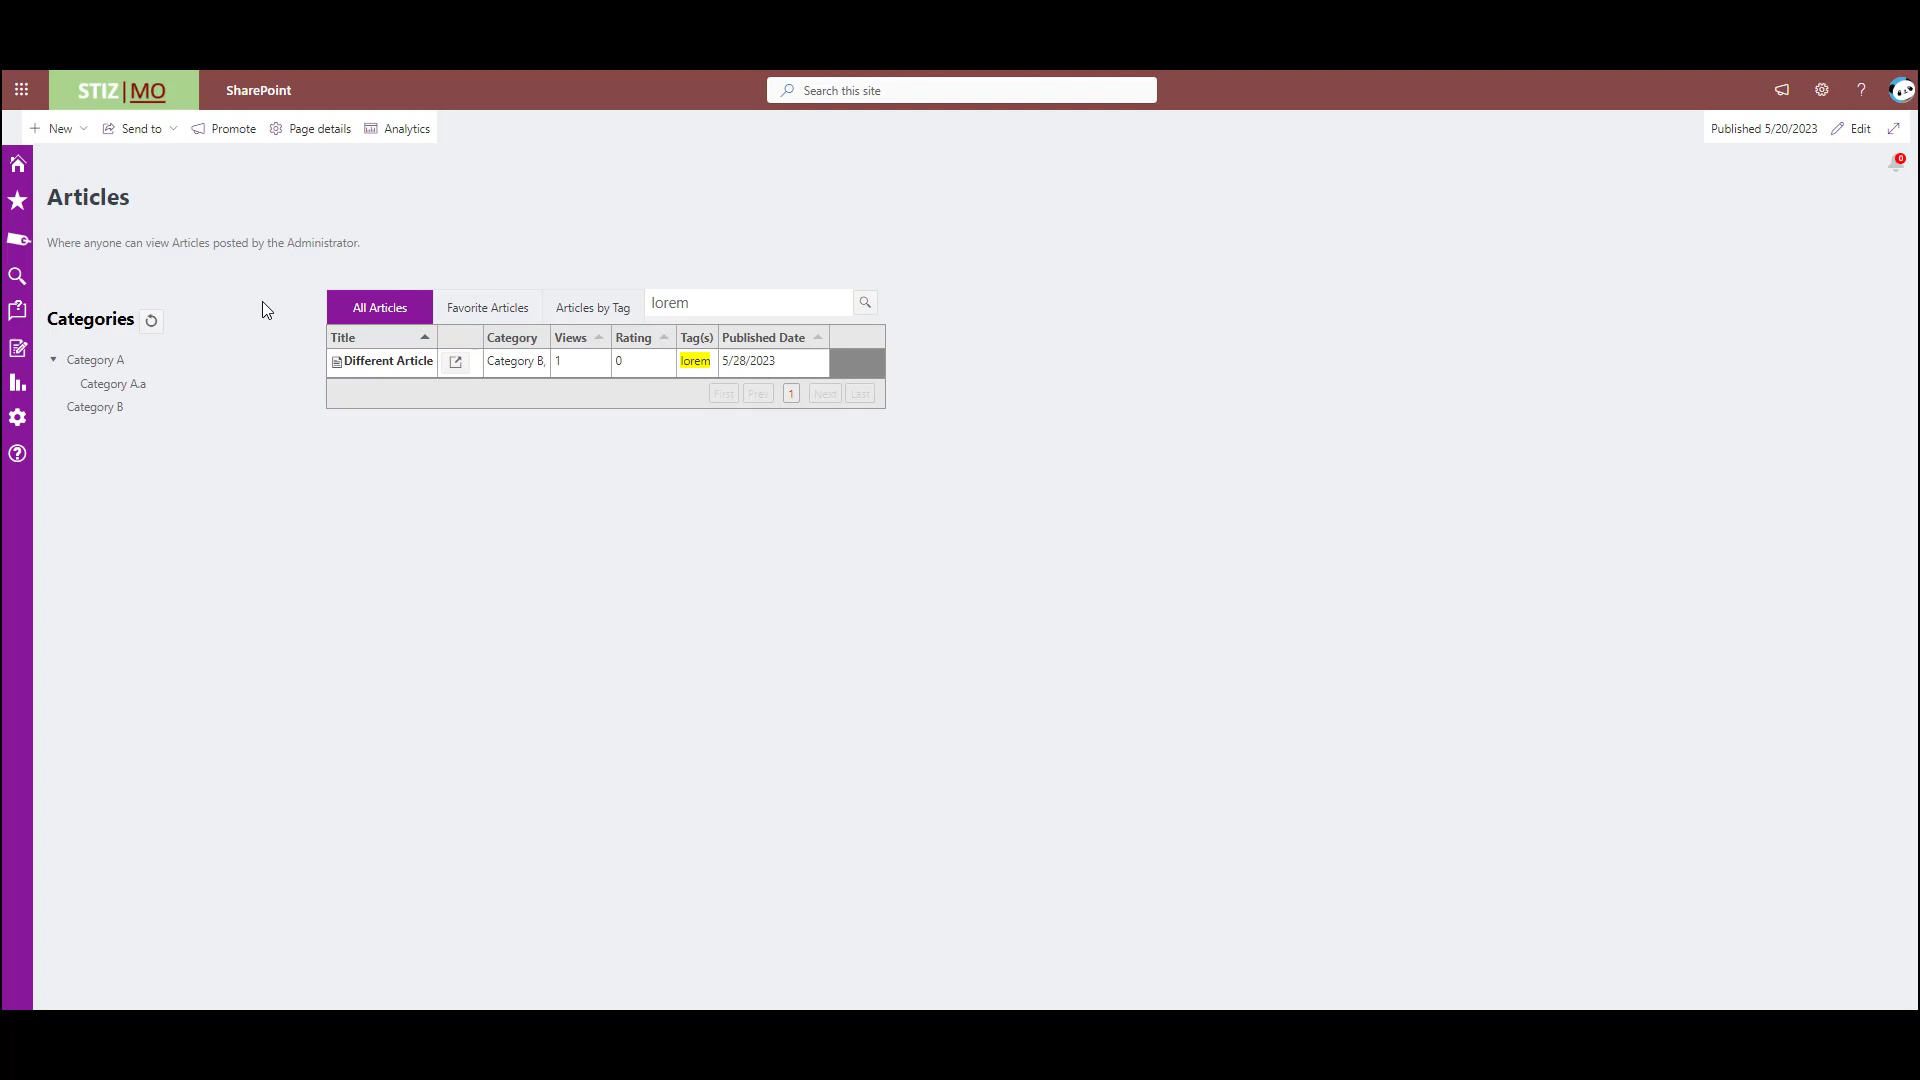 STIZ|MO
SharePoint
Search this site
New
Send to
Promote
Page details
Analytics
Published 5/20/2023
Edit
0
Articles
Where anyone can view Articles posted by the Administrator.
Categories
Category A
Category A.a
Category B
All Articles
Favorite Articles
Articles by Tag
lorem
Title
Category
Views
Rating
Tag(s)
Published Date
Different Article
Category B,
1
0
lorem
5/28/2023
First
Prev
1
Next
Last